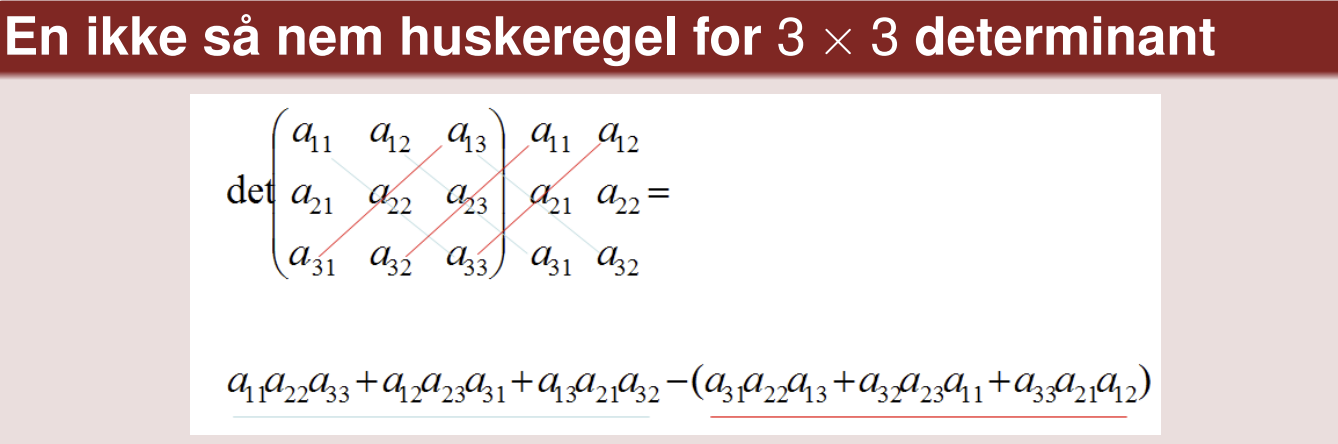 En ikke så nem huskeregel for 3 × 3 determinant
a₁₁ a₁₂ a₁₃ a₁₁ a₁₂
det a₂₁ a₂₂ a₂₃ a₂₁ a₂₂ =
a₃₁ a₃₂ a₃₃ a₃₁ a₃₂
a₁₁a₂₂a₃₃ + a₁₂a₂₃a₃₁ + a₁₃a₂₁a₃₂ − (a₃₁a₂₂a₁₃ + a₃₂a₂₃a₁₁ + a₃₃a₂₁a₁₂)